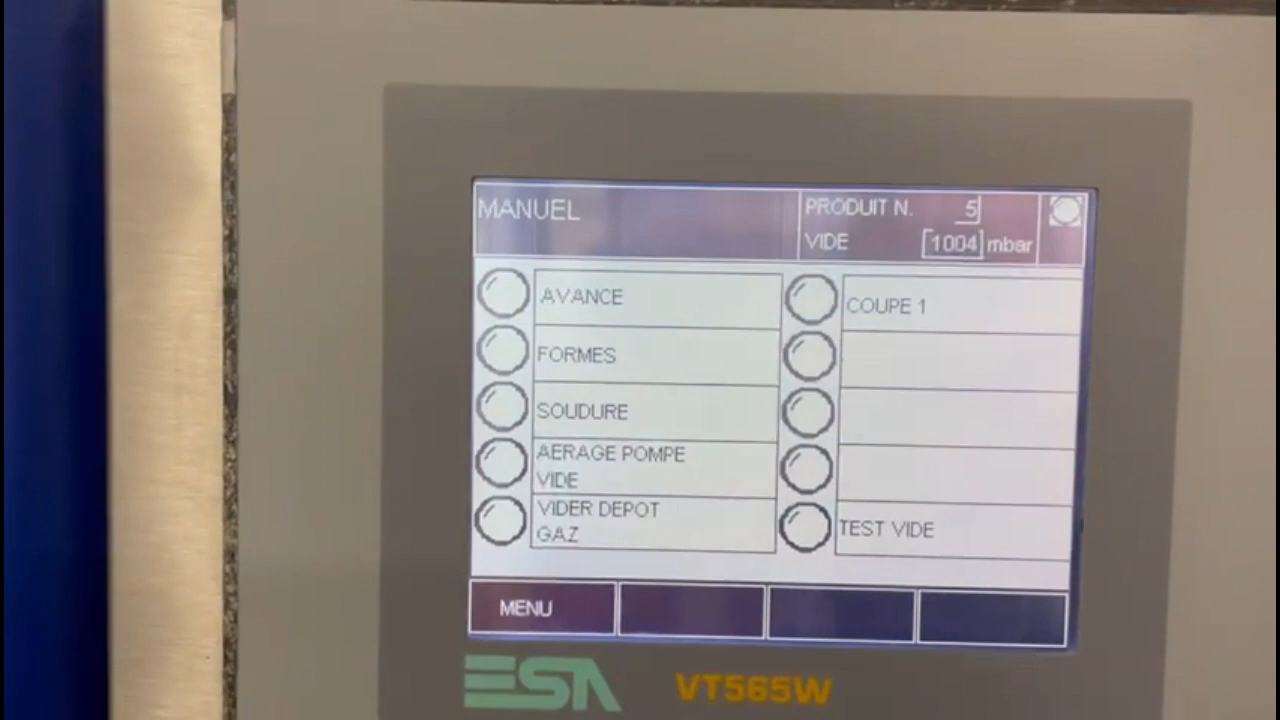 MANUEL
PRODUIT N. 5
VIDE 1004 mbar
AVANCE
COUPE 1
FORMES
SOUDURE
AERAGE POMPE
VIDE
VIDER DEPOT
GAZ
TEST VIDE
MENU
ESA VT565W